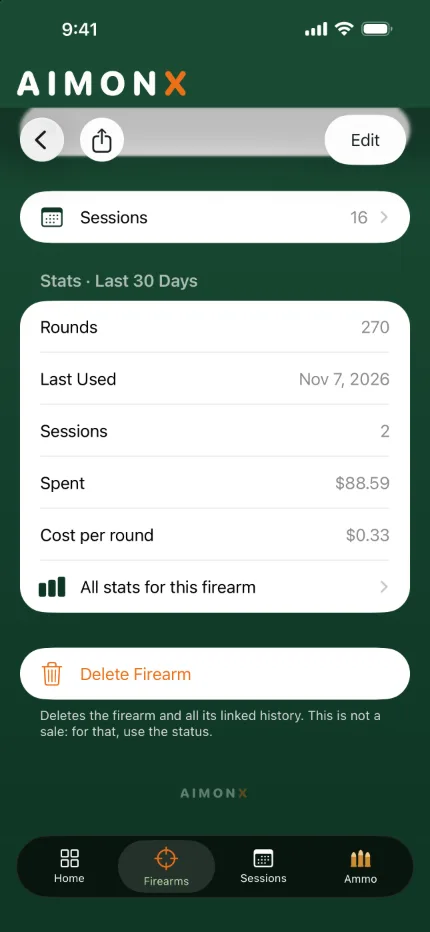 9:41
AIMONX
Edit
Sessions 16
Stats · Last 30 Days
Rounds 270
Last Used Nov 7, 2026
Sessions 2
Spent $88.59
Cost per round $0.33
All stats for this firearm
Delete Firearm
Deletes the firearm and all its linked history. This is not a
sale: for that, use the status.
AIMONX
Home Firearms Sessions Ammo